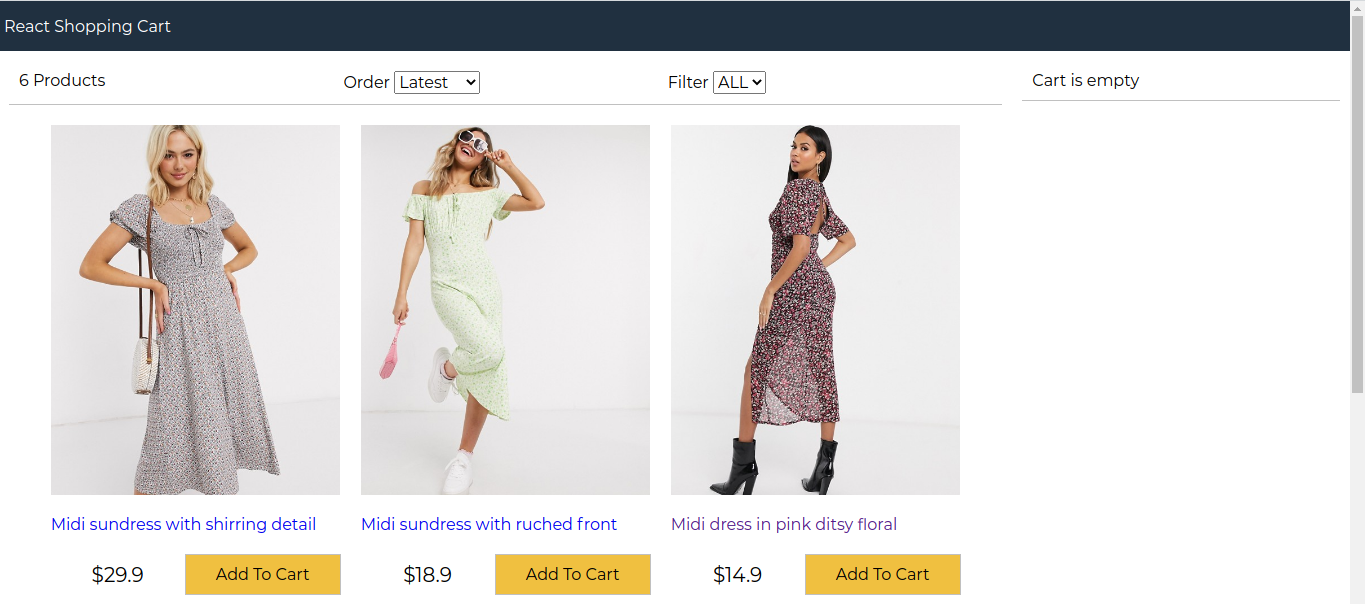 React Shopping Cart
6 Products
Order Latest
Filter ALL
Cart is empty
Midi sundress with shirring detail
Midi sundress with ruched front
Midi dress in pink ditsy floral
$29.9
Add To Cart
$18.9
Add To Cart
$14.9
Add To Cart